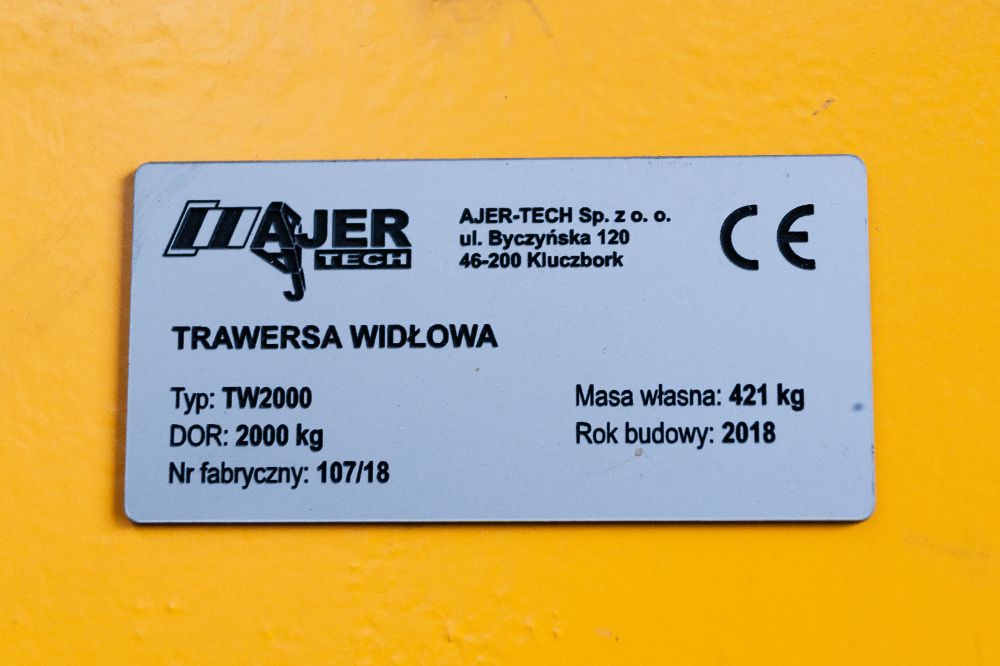 AJER
TECH
AJER-TECH Sp. z o. o.
ul. Byczyńska 120
46-200 Kluczbork
CE
TRAWERSA WIDŁOWA
Typ: TW2000
DOR: 2000 kg
Nr fabryczny: 107/18
Masa własna: 421 kg
Rok budowy: 2018